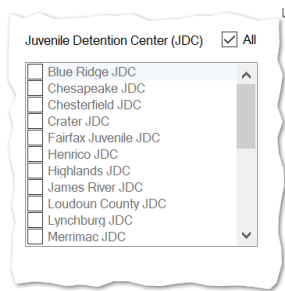 Juvenile Detention Center (JDC) All
Blue Ridge JDC
Chesapeake JDC
Chesterfield JDC
Crater JDC
Fairfax Juvenile JDC
Henrico JDC
Highlands JDC
James River JDC
Loudoun County JDC
Lynchburg JDC
Merrimac JDC